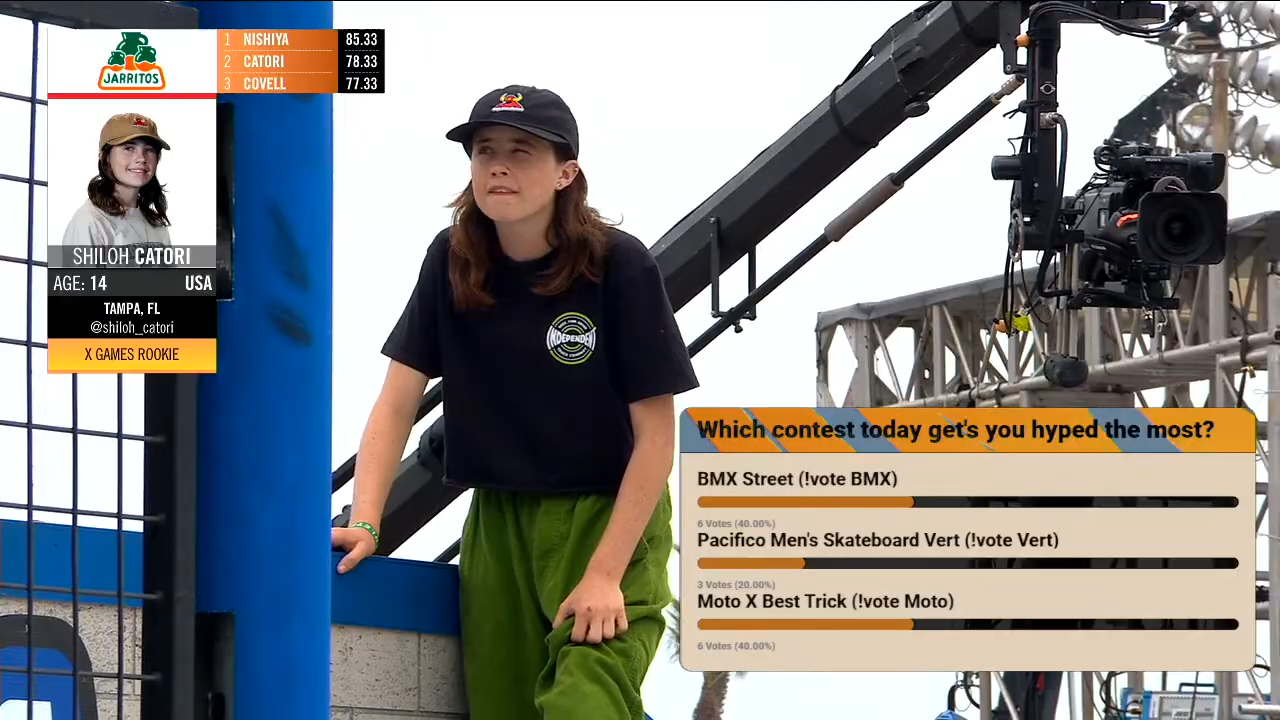 JARRITOS
1 NISHIYA 85.33
2 CATORI 78.33
3 COVELL 77.33
SHILOH CATORI
AGE: 14 USA
TAMPA, FL
@shiloh_catori
X GAMES ROOKIE
INDEPENDENT
SONY
Which contest today get's you hyped the most?
BMX Street (!vote BMX)
6 Votes (40.00%)
Pacifico Men's Skateboard Vert (!vote Vert)
3 Votes (20.00%)
Moto X Best Trick (!vote Moto)
6 Votes (40.00%)